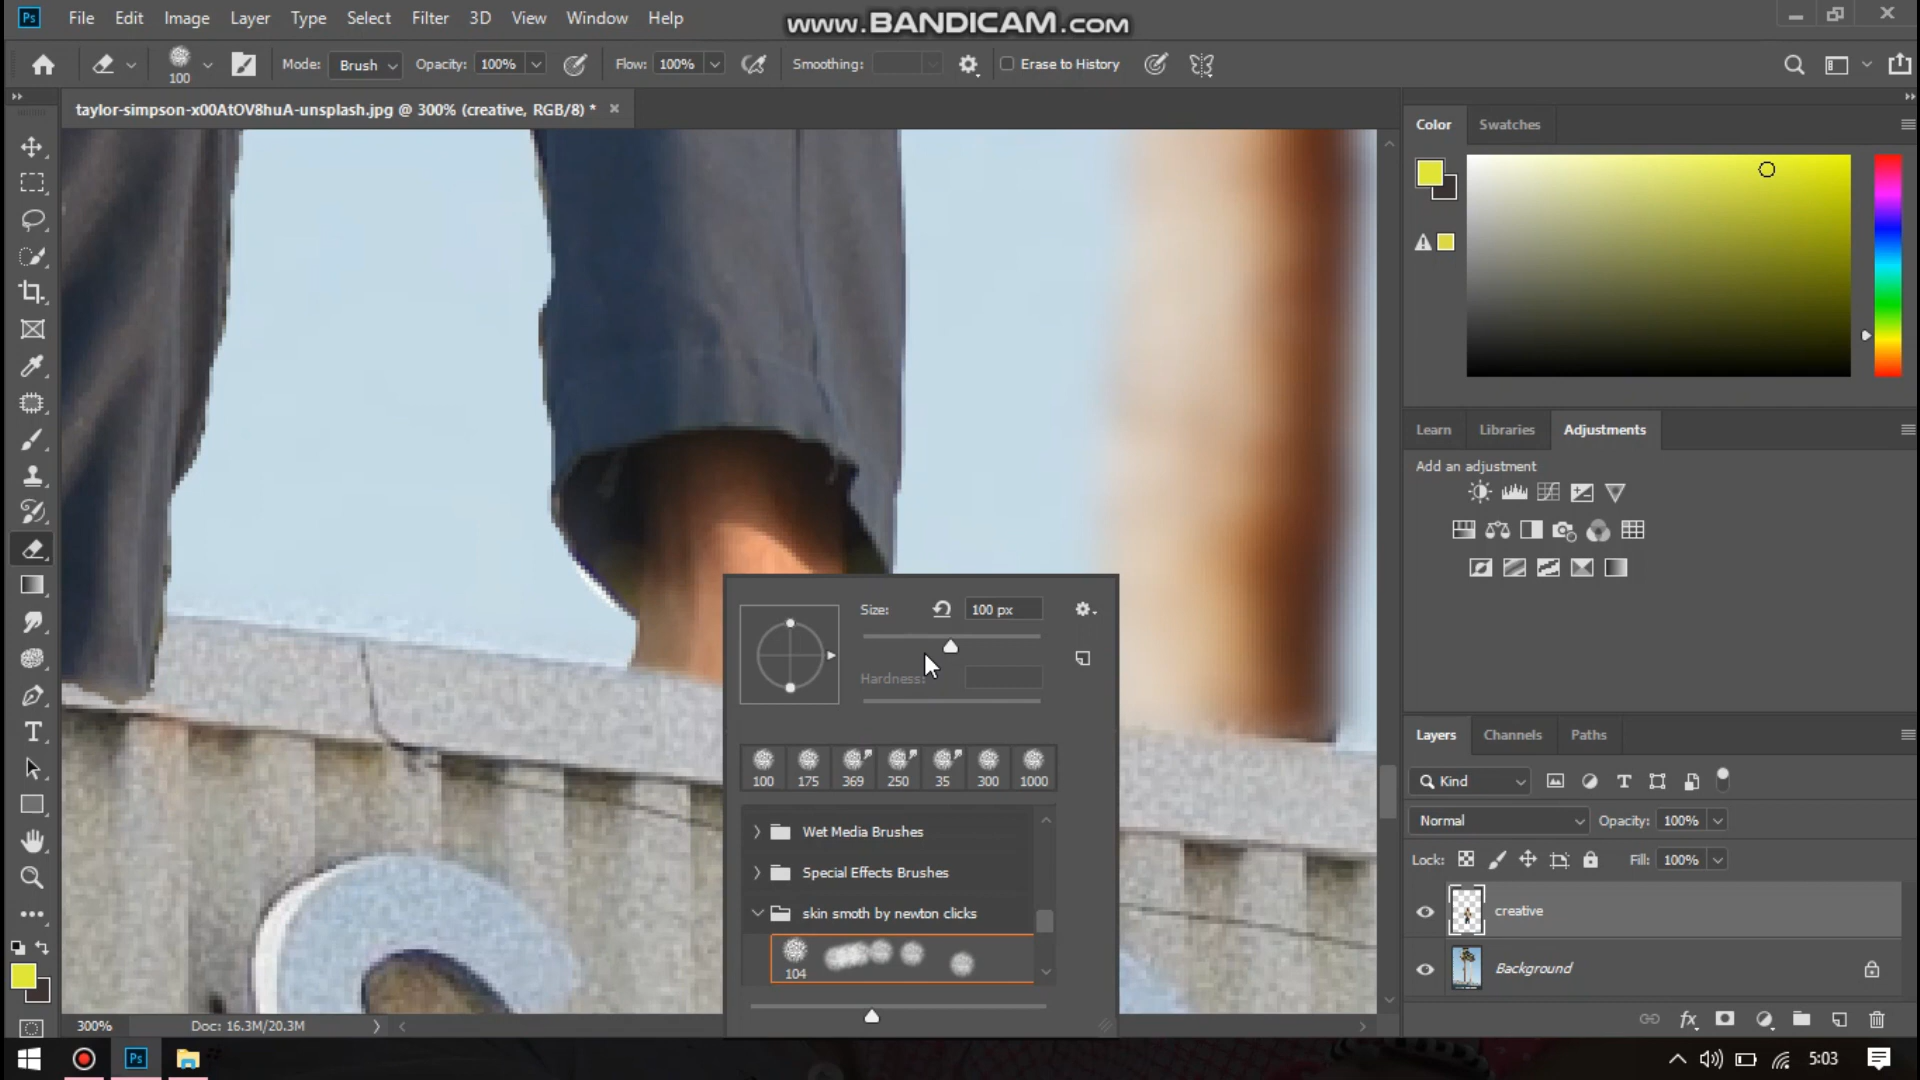 Ps File Edit Image Layer Type Select Filter 3D View Window Help
www.BANDICAM.com
100 Mode: Brush Opacity: 100% Flow: 100% Smoothing: Erase to History
taylor-simpson-x00AtOV8huA-unsplash.jpg @ 300% (creative, RGB/8) *
Color Swatches
Learn Libraries Adjustments
Add an adjustment
Size: 100 px
Hardness:
100 175 369 250 35 300 1000
Wet Media Brushes
Special Effects Brushes
skin smoth by newton clicks
104
Layers Channels Paths
Kind
Normal Opacity: 100%
Lock: Fill: 100%
creative
Background
fx
300% Doc: 16.3M/20.3M
Ps 5:03